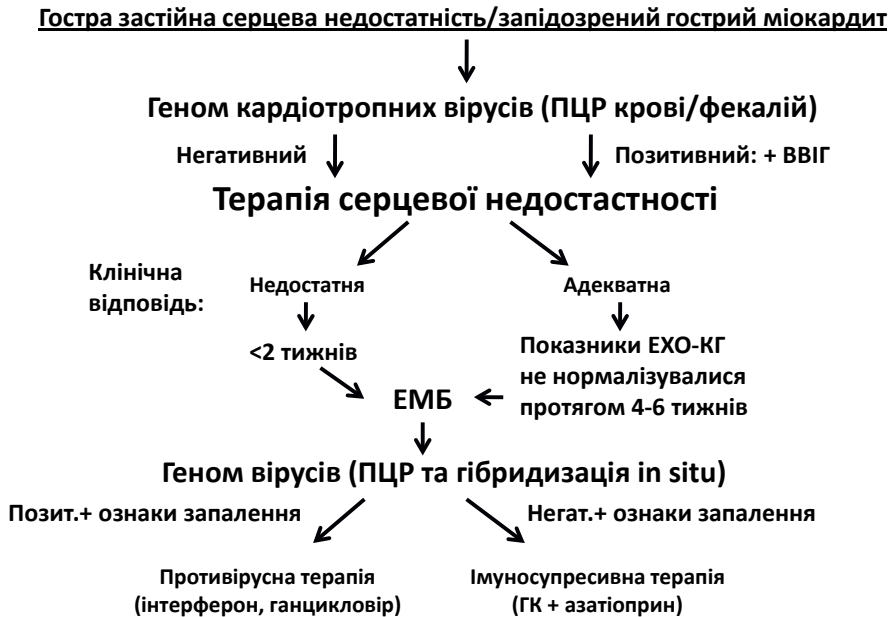 Гостра застійна серцева недостатність/запідозрений гострий міокардит
Геном кардіотропних вірусів (ПЦР крові/фекалій)
Негативний
Позитивний: + ВВІГ
Терапія серцевої недостастності
Клінічна
відповідь:
Недостатня
Адекватна
<2 тижнів
Показники ЕХО-КГ
не нормалізувалися
протягом 4-6 тижнів
ЕМБ
Геном вірусів (ПЦР та гібридизація in situ)
Позит.+ ознаки запалення
Негат.+ ознаки запалення
Противірусна терапія
(інтерферон, ганцикловір)
Імуносупресивна терапія
(ГК + азатіоприн)